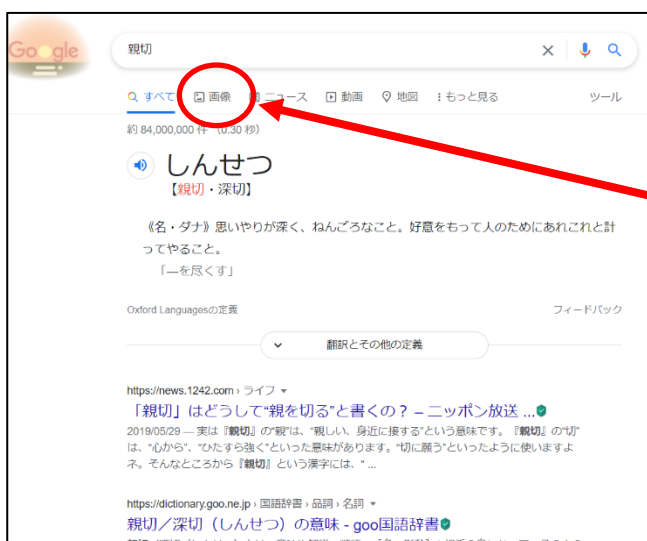 Google
親切
すべて 画像 ニュース 動画 地図 もっと見る ツール
約 84,000,000 件 (0.30 秒)
しんせつ
【親切・深切】
《名・ダナ》思いやりが深く、ねんごろなこと。好意をもって人のためにあれこれと計
ってやること。
「―を尽くす」
Oxford Languagesの定義 フィードバック
翻訳とその他の定義
https://news.1242.com › ライフ
「親切」はどうして“親を切る”と書くの？ – ニッポン放送 ...
2019/05/29 — 実は『親切』の“親”は、“親しい、身近に接する”という意味です。『親切』の“切”
は、“心から”、“ひたすら強く”といった意味があります。“切に願う”といったように使いますよ
ネ。そんなところから『親切』という漢字には、“ ...
https://dictionary.goo.ne.jp › 国語辞書 › 品詞 › 名詞
親切／深切（しんせつ）の意味 - goo国語辞書